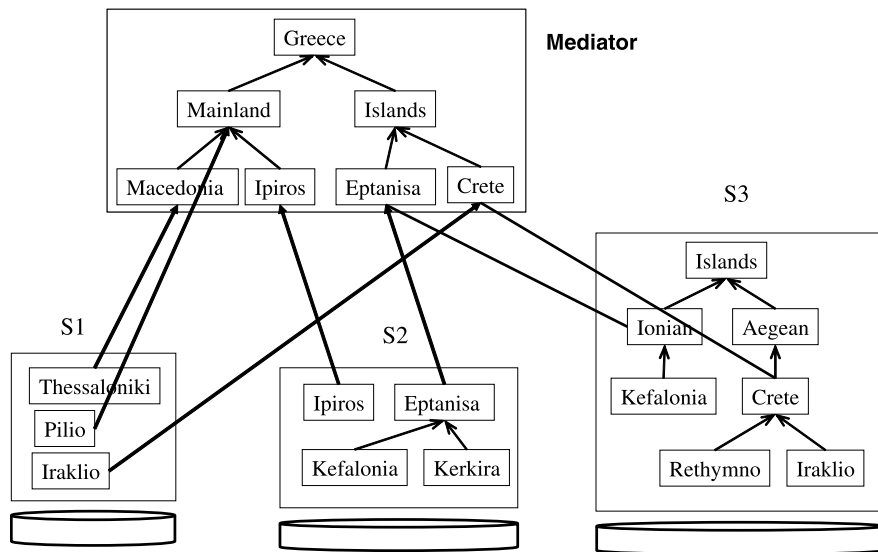 Greece
Mediator
Mainland
Islands
Macedonia
Ipiros
Eptanisa
Crete
S1
Thessaloniki
Pilio
Iraklio
S2
Ipiros
Eptanisa
Kefalonia
Kerkira
S3
Islands
Ionian
Aegean
Kefalonia
Crete
Rethymno
Iraklio